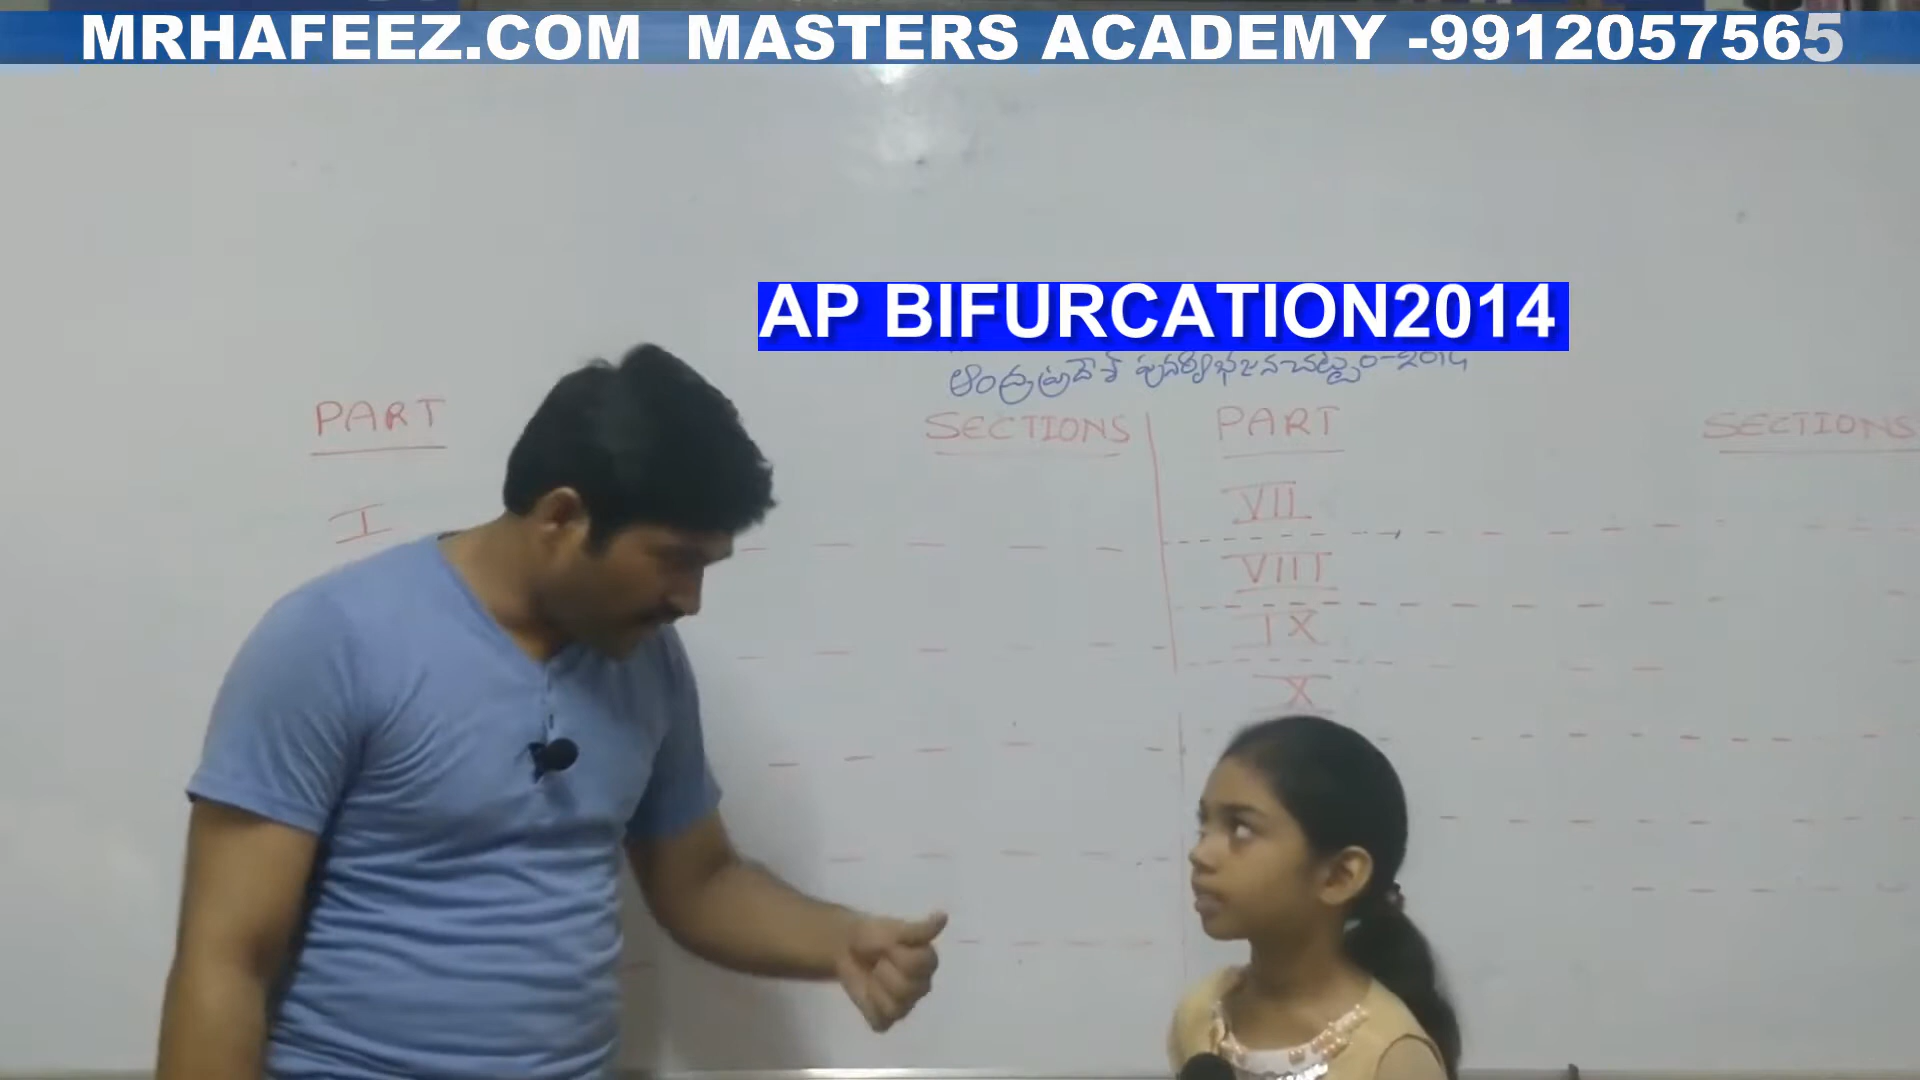 MRHAFEEZ.COM MASTERS ACADEMY -9912057565
AP BIFURCATION2014
ఆంధ్రప్రదేశ్ పునర్విభజన చట్టం-2014
PART
SECTIONS
PART
SECTIONS
I
VII
VIII
IX
X